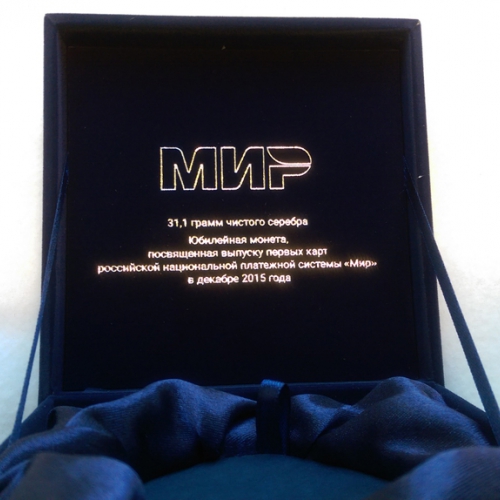 МИР
31,1 грамм чистого серебра
Юбилейная монета,
посвященная выпуску первых карт
российской национальной платежной системы «Мир»
в декабре 2015 года